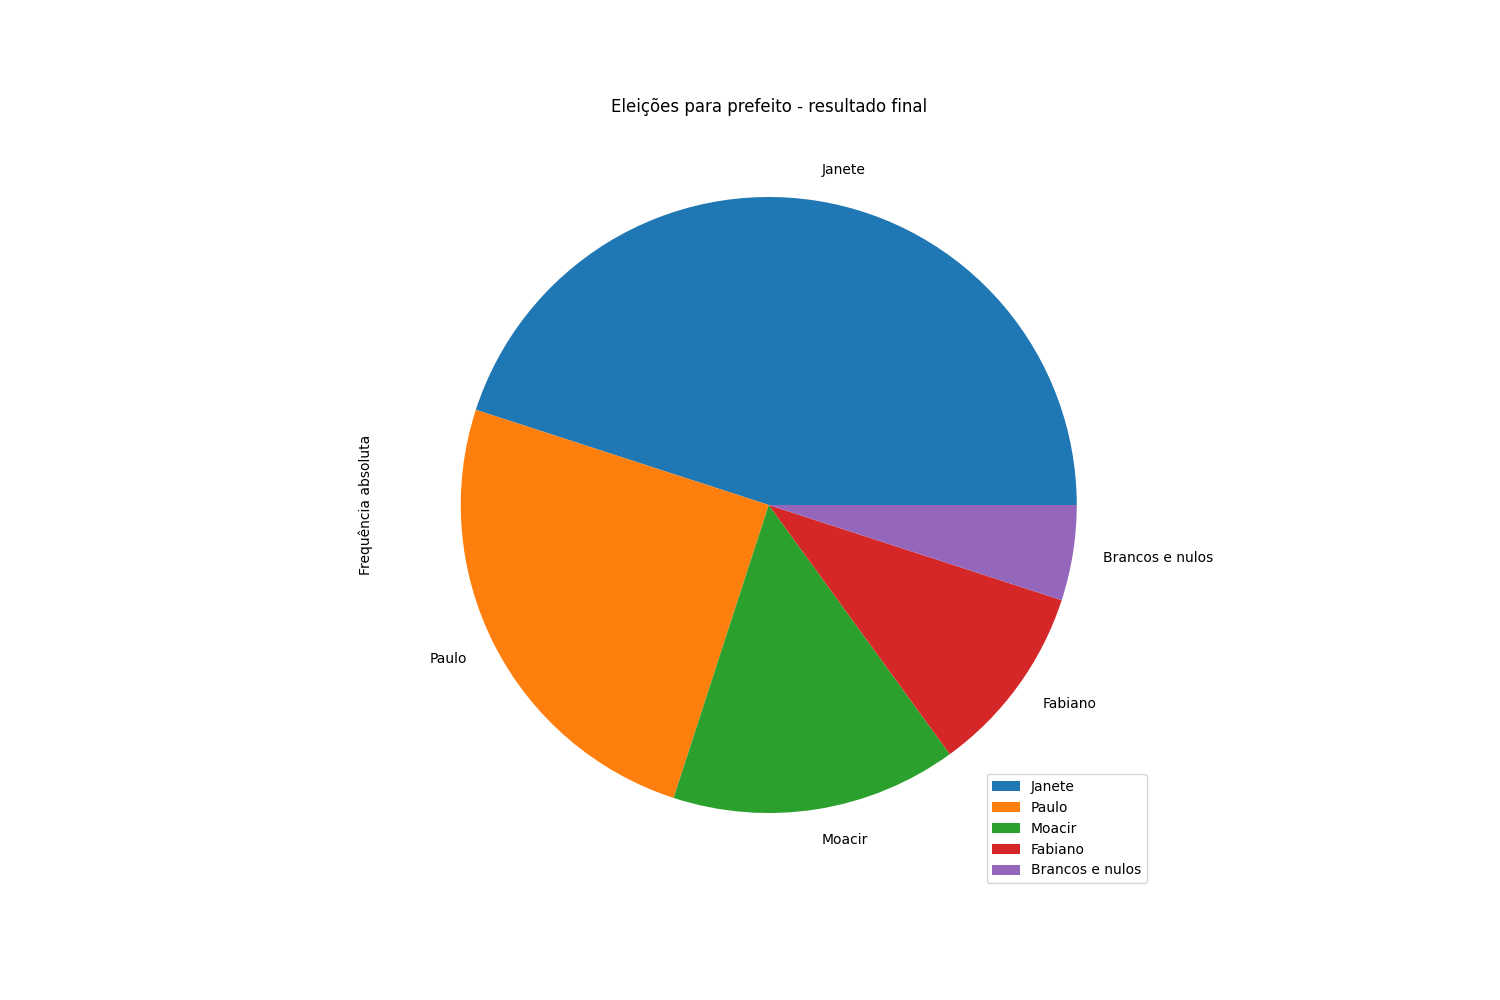 Eleições para prefeito - resultado final
Janete
Frequência absoluta
Brancos e nulos
Paulo
Fabiano
Moacir
Janete
Paulo
Moacir
Fabiano
Brancos e nulos